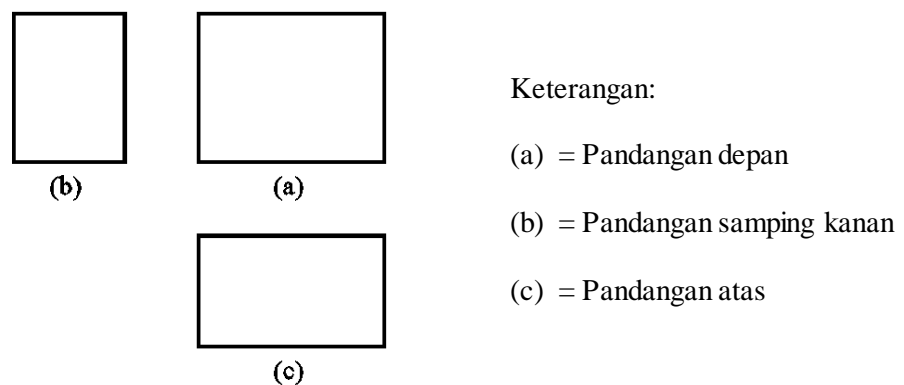 (b)
(a)
(c)
Keterangan:
(a) = Pandangan depan
(b) = Pandangan samping kanan
(c) = Pandangan atas